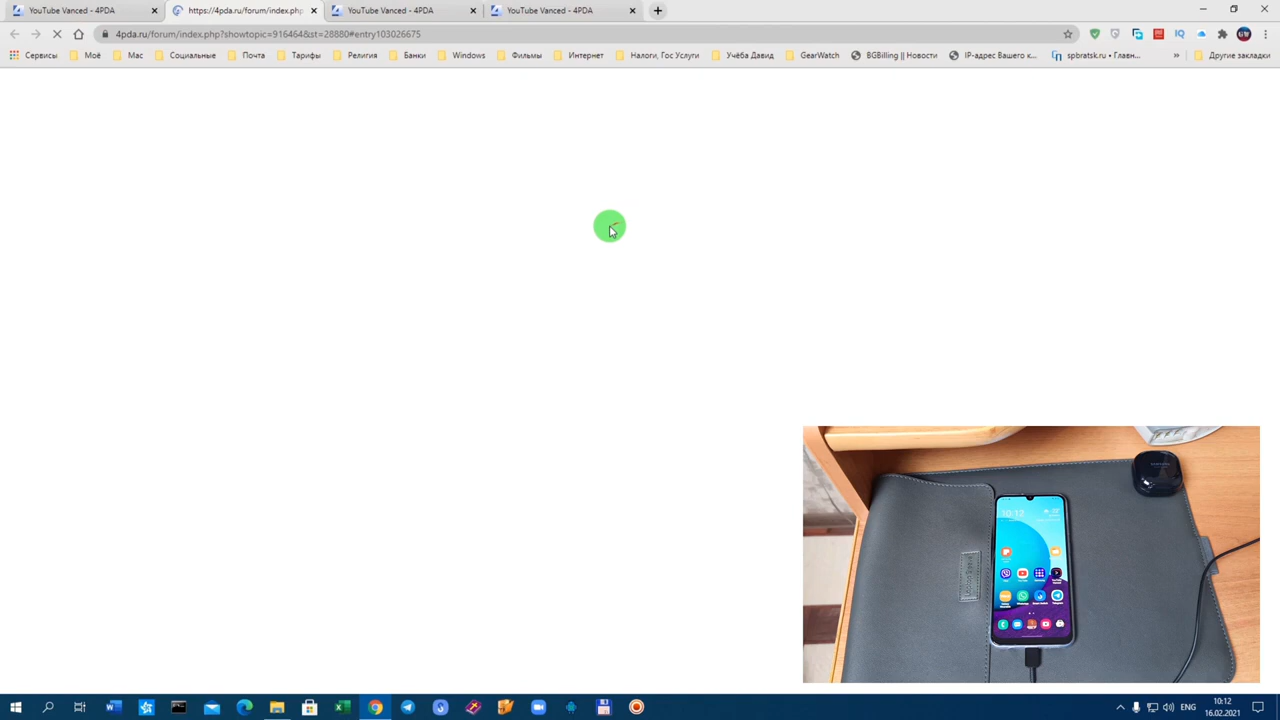 YouTube Vanced - 4PDA
https://4pda.ru/forum/index.php
YouTube Vanced - 4PDA
YouTube Vanced - 4PDA
4pda.ru/forum/index.php?showtopic=916464&st=28880#entry103026675
Сервисы Моё Mac Социальные Почта Тарифы Религия Банки Windows Фильмы Интернет Налоги, Гос Услуги Учёба Давид GearWatch BGBilling || Новости IP-адрес Вашего к... spbratsk.ru • Главн... » Другие закладки
10:12
ENG
10:12
16.02.2021